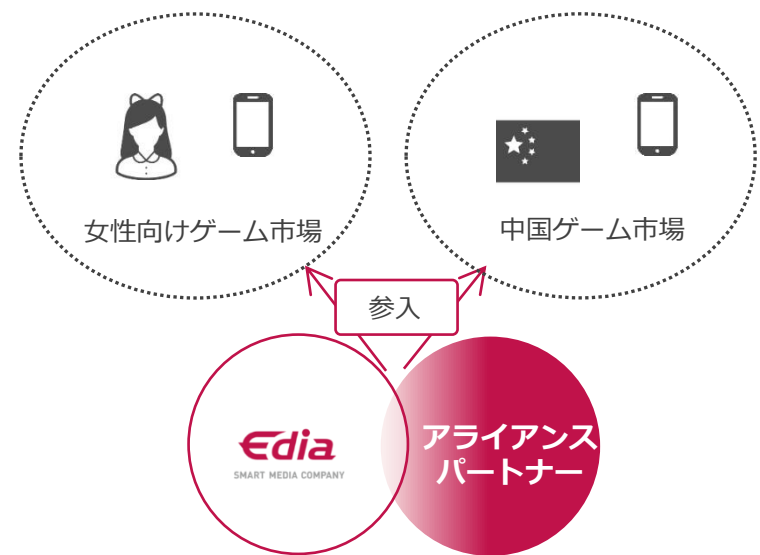 女性向けゲーム市場
中国ゲーム市場
参入
Edia
SMART MEDIA COMPANY
アライアンス
パートナー